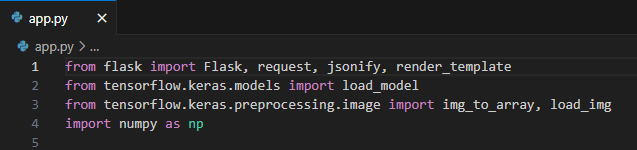 app.py
app.py > ...
1 from flask import Flask, request, jsonify, render_template
2 from tensorflow.keras.models import load_model
3 from tensorflow.keras.preprocessing.image import img_to_array, load_img
4 import numpy as np
5